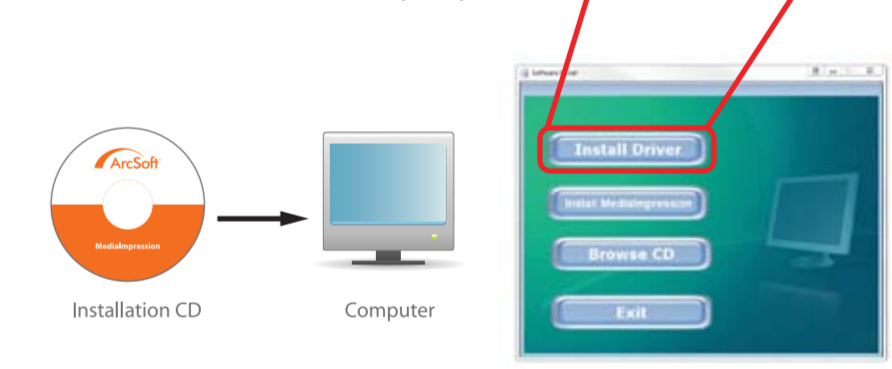 ArcSoft
MediaImpression
Installation CD
Computer
Install Driver
Install MediaImpression
Browse CD
Exit